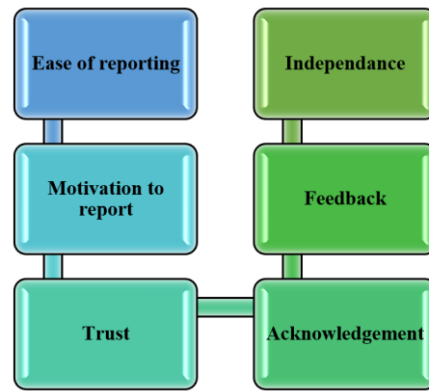 Ease of reporting
Motivation to
report
Trust
Acknowledgement
Feedback
Independance